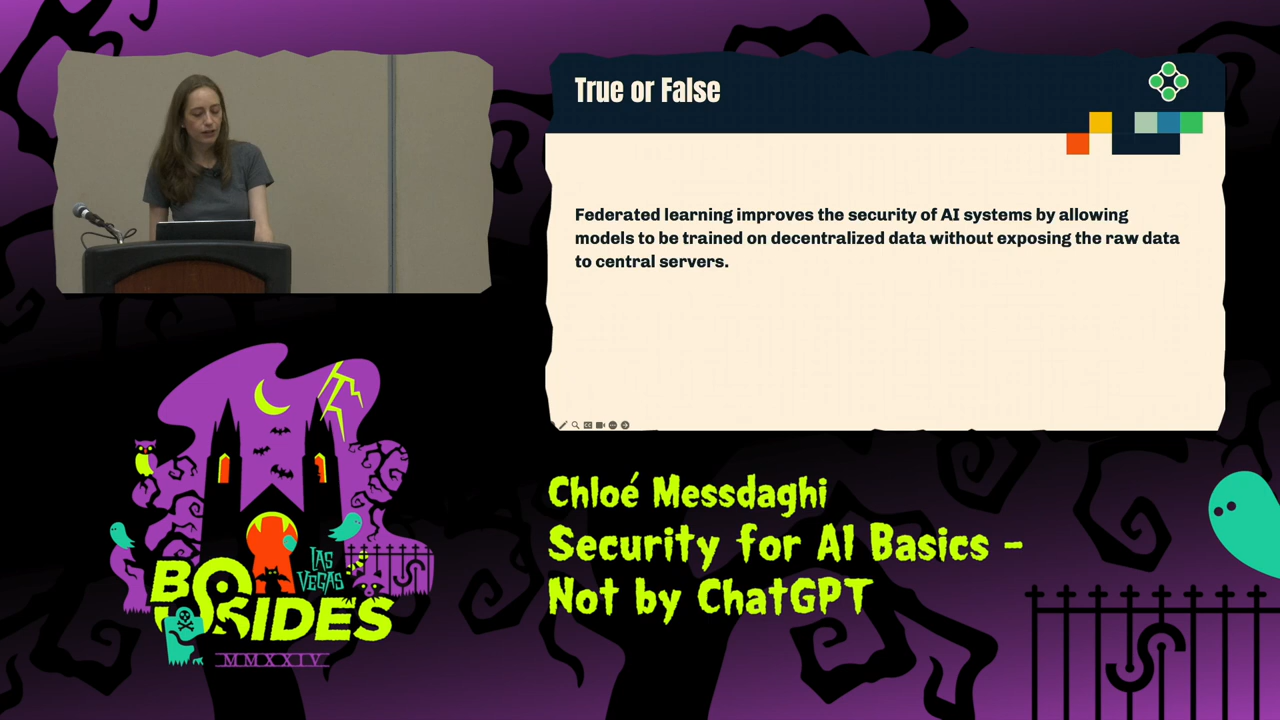 True or False
Federated learning improves the security of AI systems by allowing
models to be trained on decentralized data without exposing the raw data
to central servers.
Chloé Messdaghi
Security for AI Basics -
Not by ChatGPT
LAS
VEGAS
BSIDES
MMXXIV